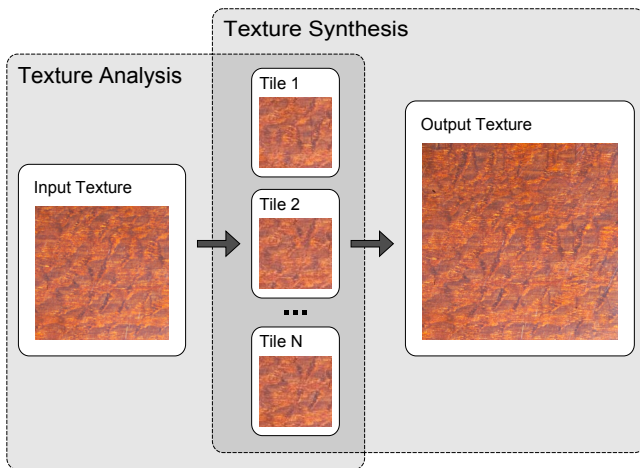 Texture Synthesis
Texture Analysis
Tile 1
Output Texture
Input Texture
Tile 2
...
Tile N